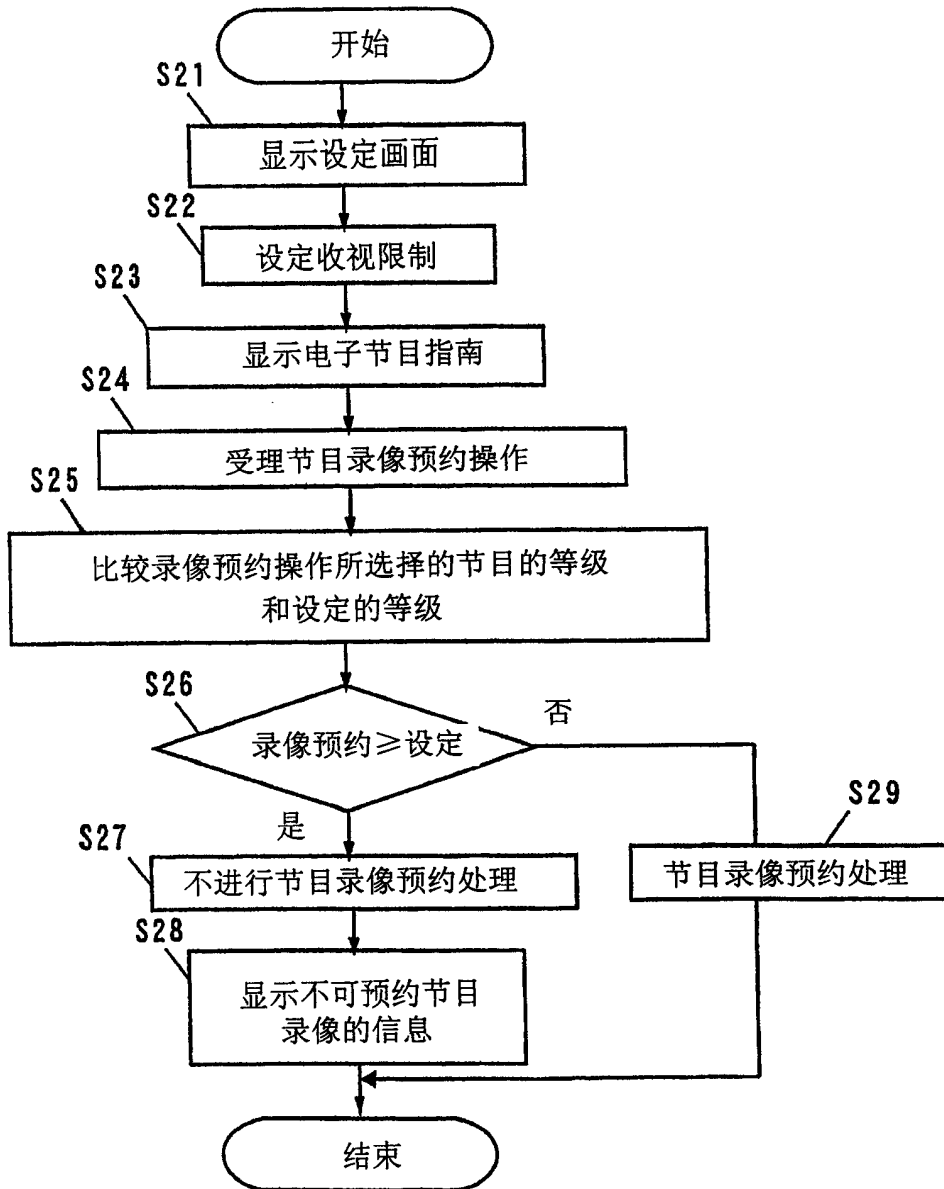 开始
S21
显示设定画面
S22
设定收视限制
S23
显示电子节目指南
S24
受理节目录像预约操作
S25
比较录像预约操作所选择的节目的等级
和设定的等级
S26
录像预约≥设定
否
是
S27
不进行节目录像预约处理
S29
节目录像预约处理
S28
显示不可预约节目
录像的信息
结束